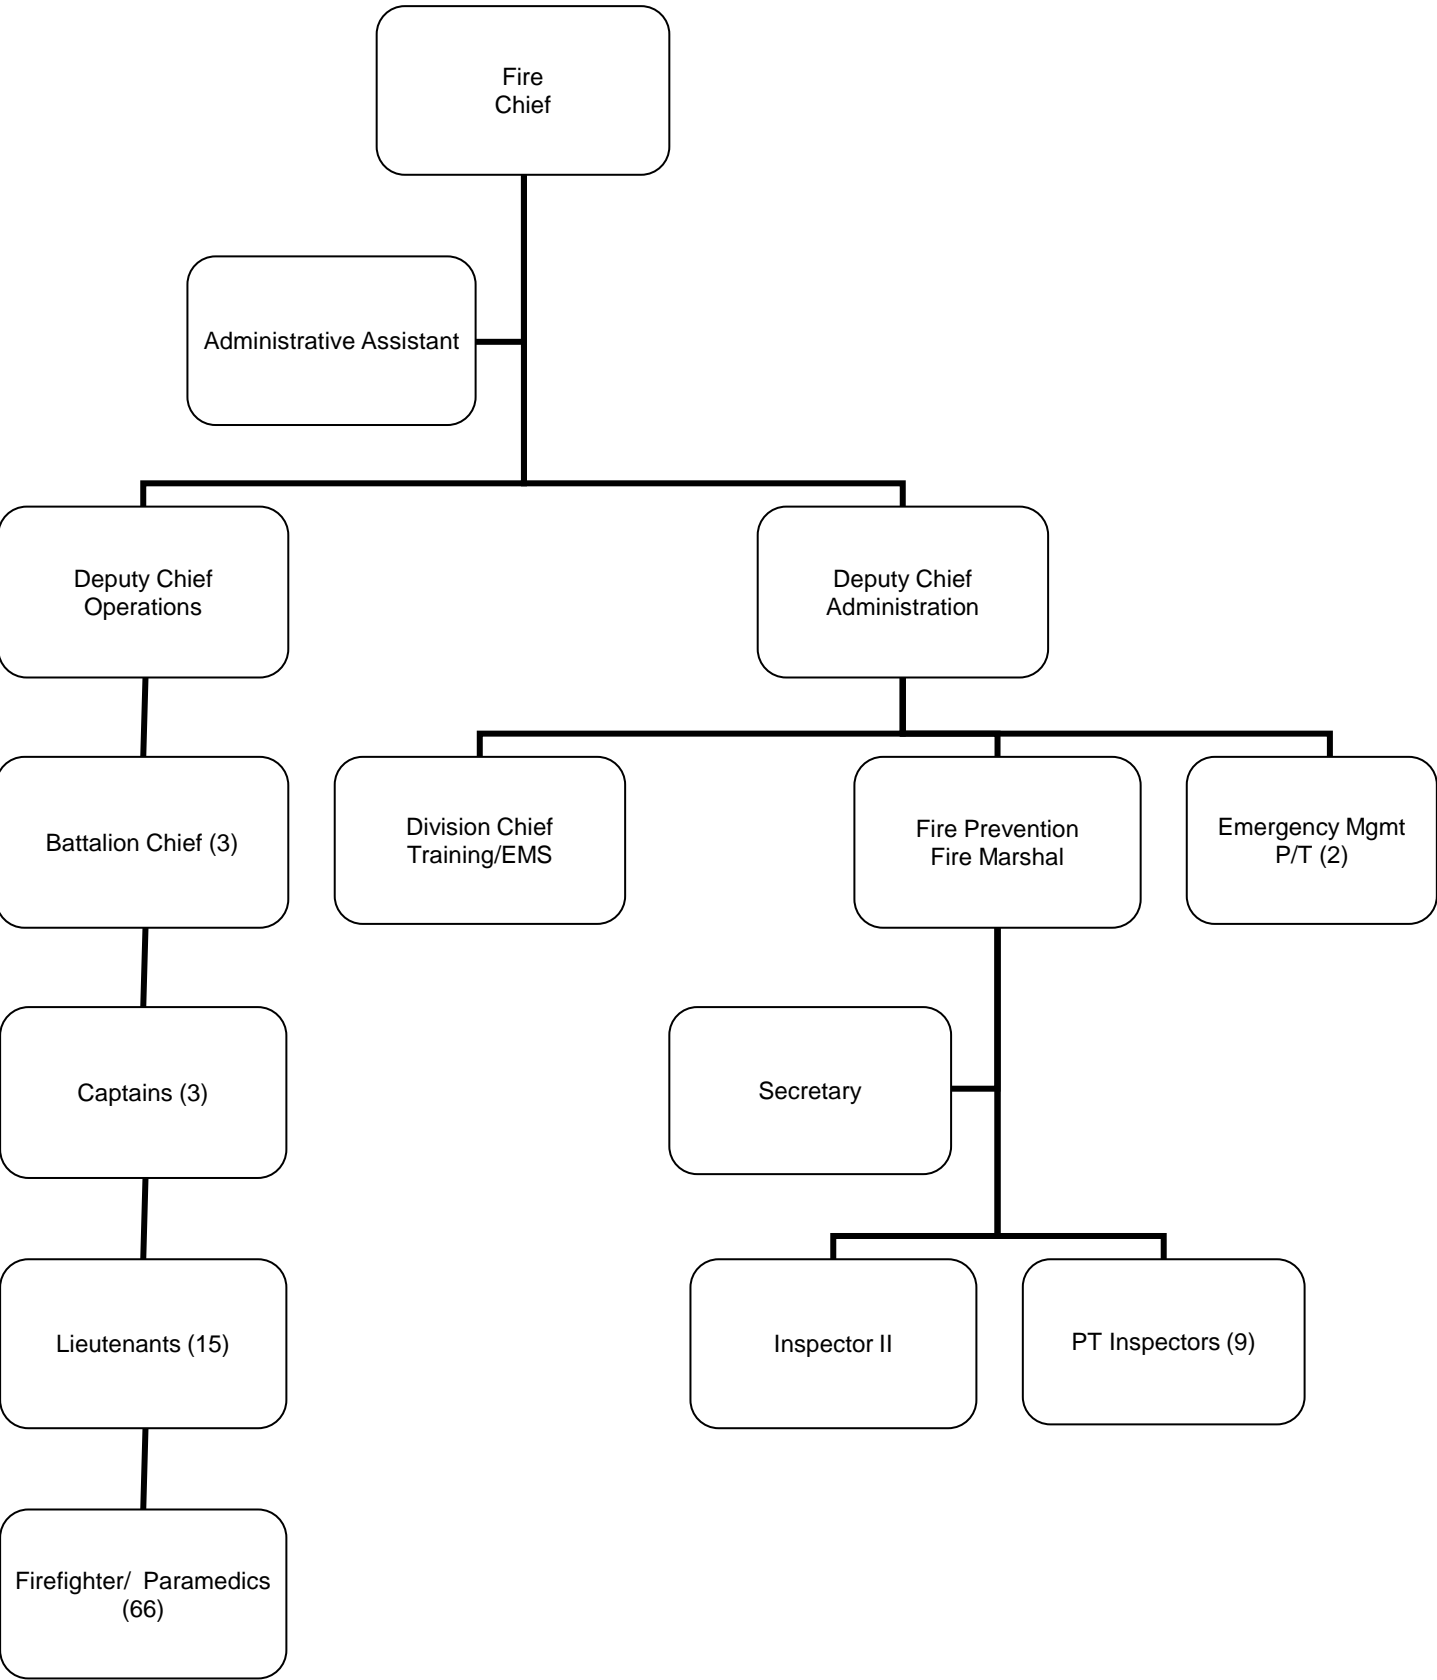 Fire
Chief
Administrative Assistant
Deputy Chief
Operations
Deputy Chief
Administration
Battalion Chief (3)
Division Chief
Training/EMS
Fire Prevention
Fire Marshal
Emergency Mgmt
P/T (2)
Captains (3)
Secretary
Lieutenants (15)
Inspector II
PT Inspectors (9)
Firefighter/  Paramedics
(66)